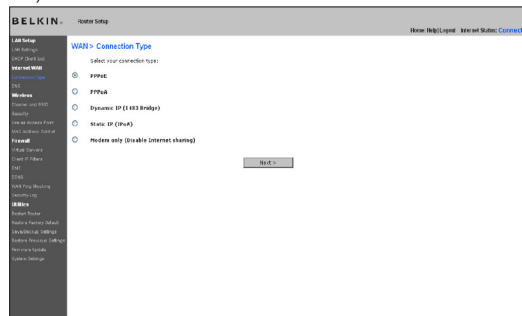 BELKIN.
Router Setup
Home|Help|Logout Internet Status: Connect
LAN Setup
LAN Settings
DHCP Client List
Internet WAN
Connection Type
DNS
Wireless
Channel and SSID
Security
Use as Access Point
MAC Address Control
Firewall
Virtual Servers
Client IP Filters
DMZ
DDNS
WAN Ping Blocking
Security Log
Utilities
Restart Router
Restore Factory Default
Save/Backup Settings
Restore Previous Settings
Firmware Update
System Settings
WAN > Connection Type
Select your connection type:
PPPoE
PPPoA
Dynamic IP (1483 Bridge)
Static IP (IPoA)
Modem only (Disable Internet sharing)
Next >